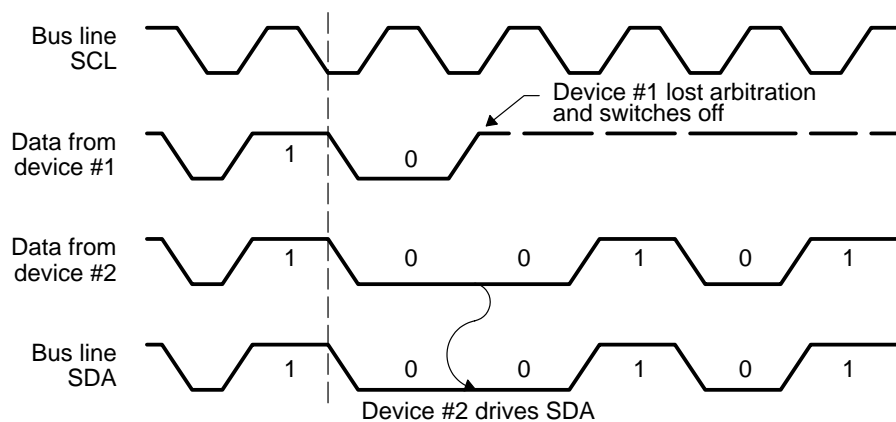 Bus line
SCL
Device #1 lost arbitration
and switches off
Data from
device #1
1 0
Data from
device #2
1 0 0 1 0 1
Bus line
SDA
1 0 0 1 0 1
Device #2 drives SDA